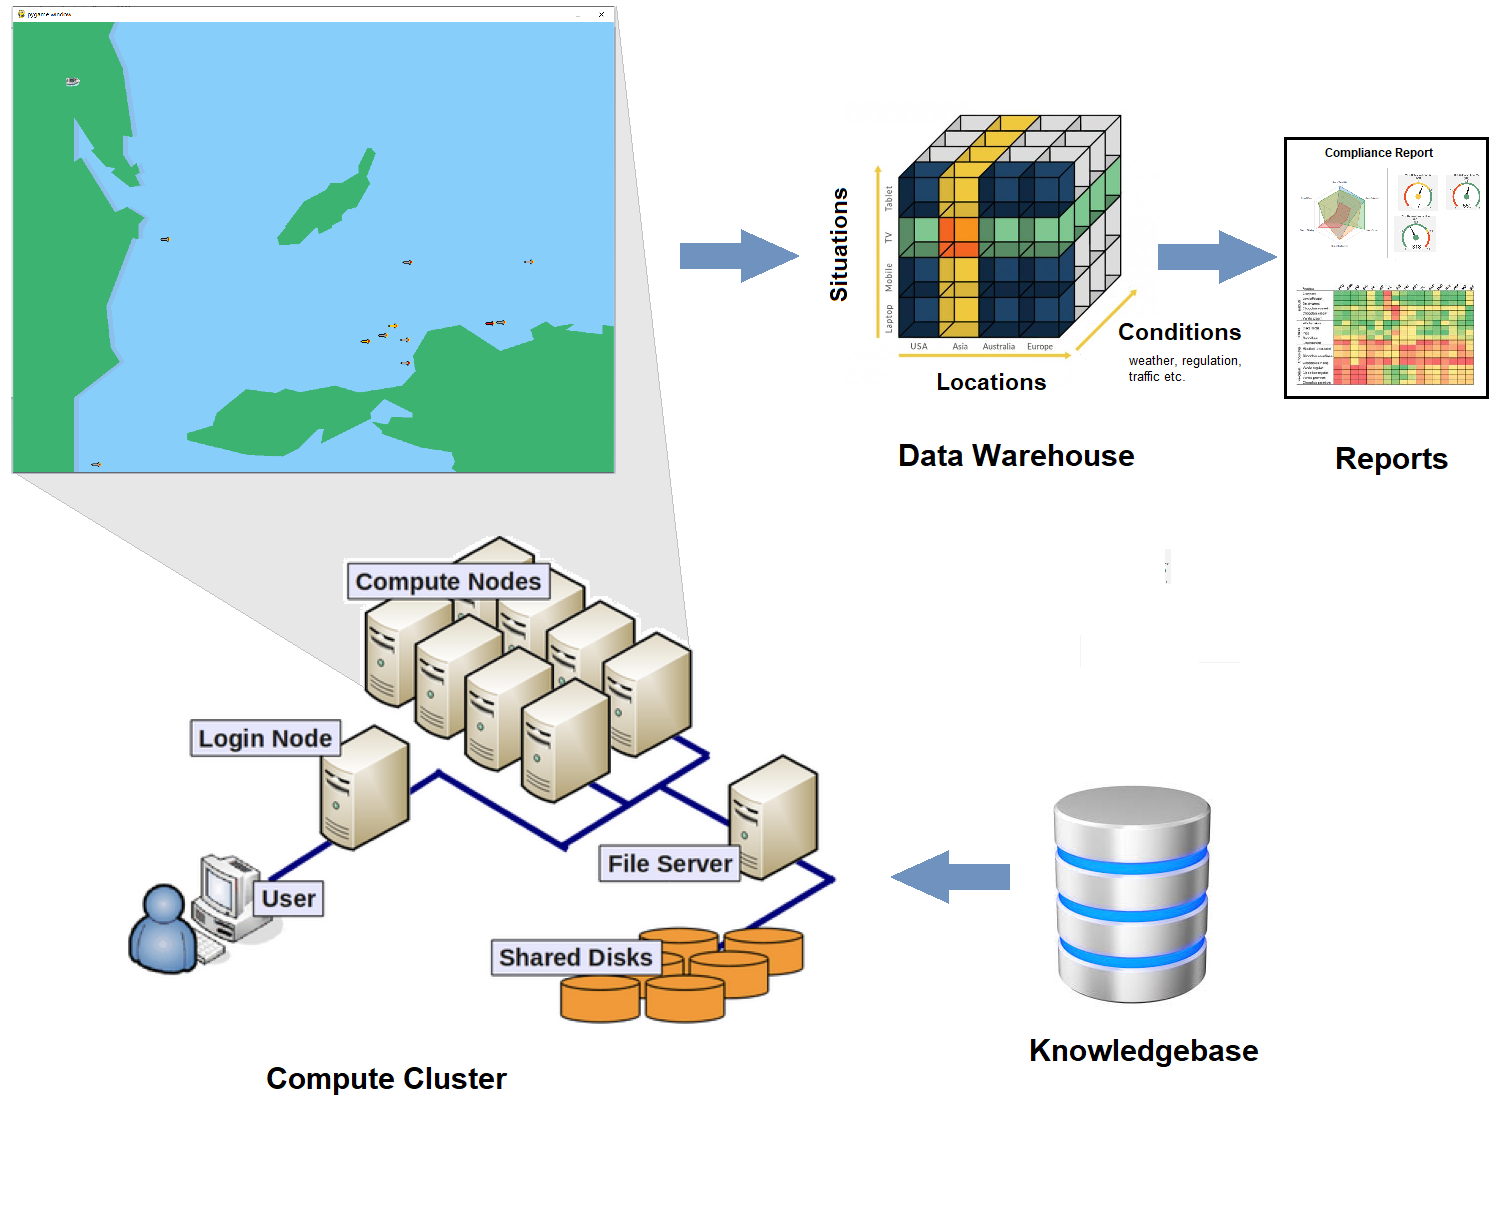 pygame window
Compliance Report
Situations
Tablet
TV
Mobile
Laptop
USA Asia Australia Europe
Locations
Conditions
weather, regulation,
traffic etc.
Data Warehouse
Reports
Compute Nodes
Login Node
File Server
User
Shared Disks
Knowledgebase
Compute Cluster